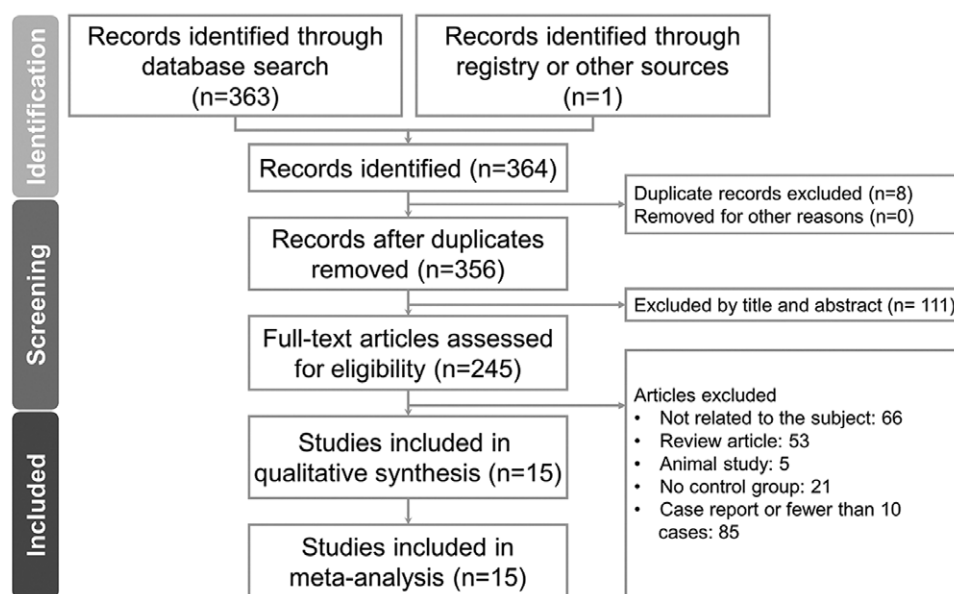 Identification
Records identified through
database search
(n=363)
Records identified through
registry or other sources
(n=1)
Records identified (n=364)
Duplicate records excluded (n=8)
Removed for other reasons (n=0)
Screening
Records after duplicates
removed (n=356)
Excluded by title and abstract (n= 111)
Full-text articles assessed
for eligibility (n=245)
Articles excluded
• Not related to the subject: 66
• Review article: 53
• Animal study: 5
• No control group: 21
• Case report or fewer than 10
cases: 85
Included
Studies included in
qualitative synthesis (n=15)
Studies included in
meta-analysis (n=15)